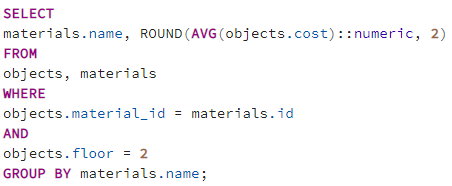 SELECT
materials.name, ROUND(AVG(objects.cost)::numeric, 2)
FROM
objects, materials
WHERE
objects.material_id = materials.id
AND
objects.floor = 2
GROUP BY materials.name;